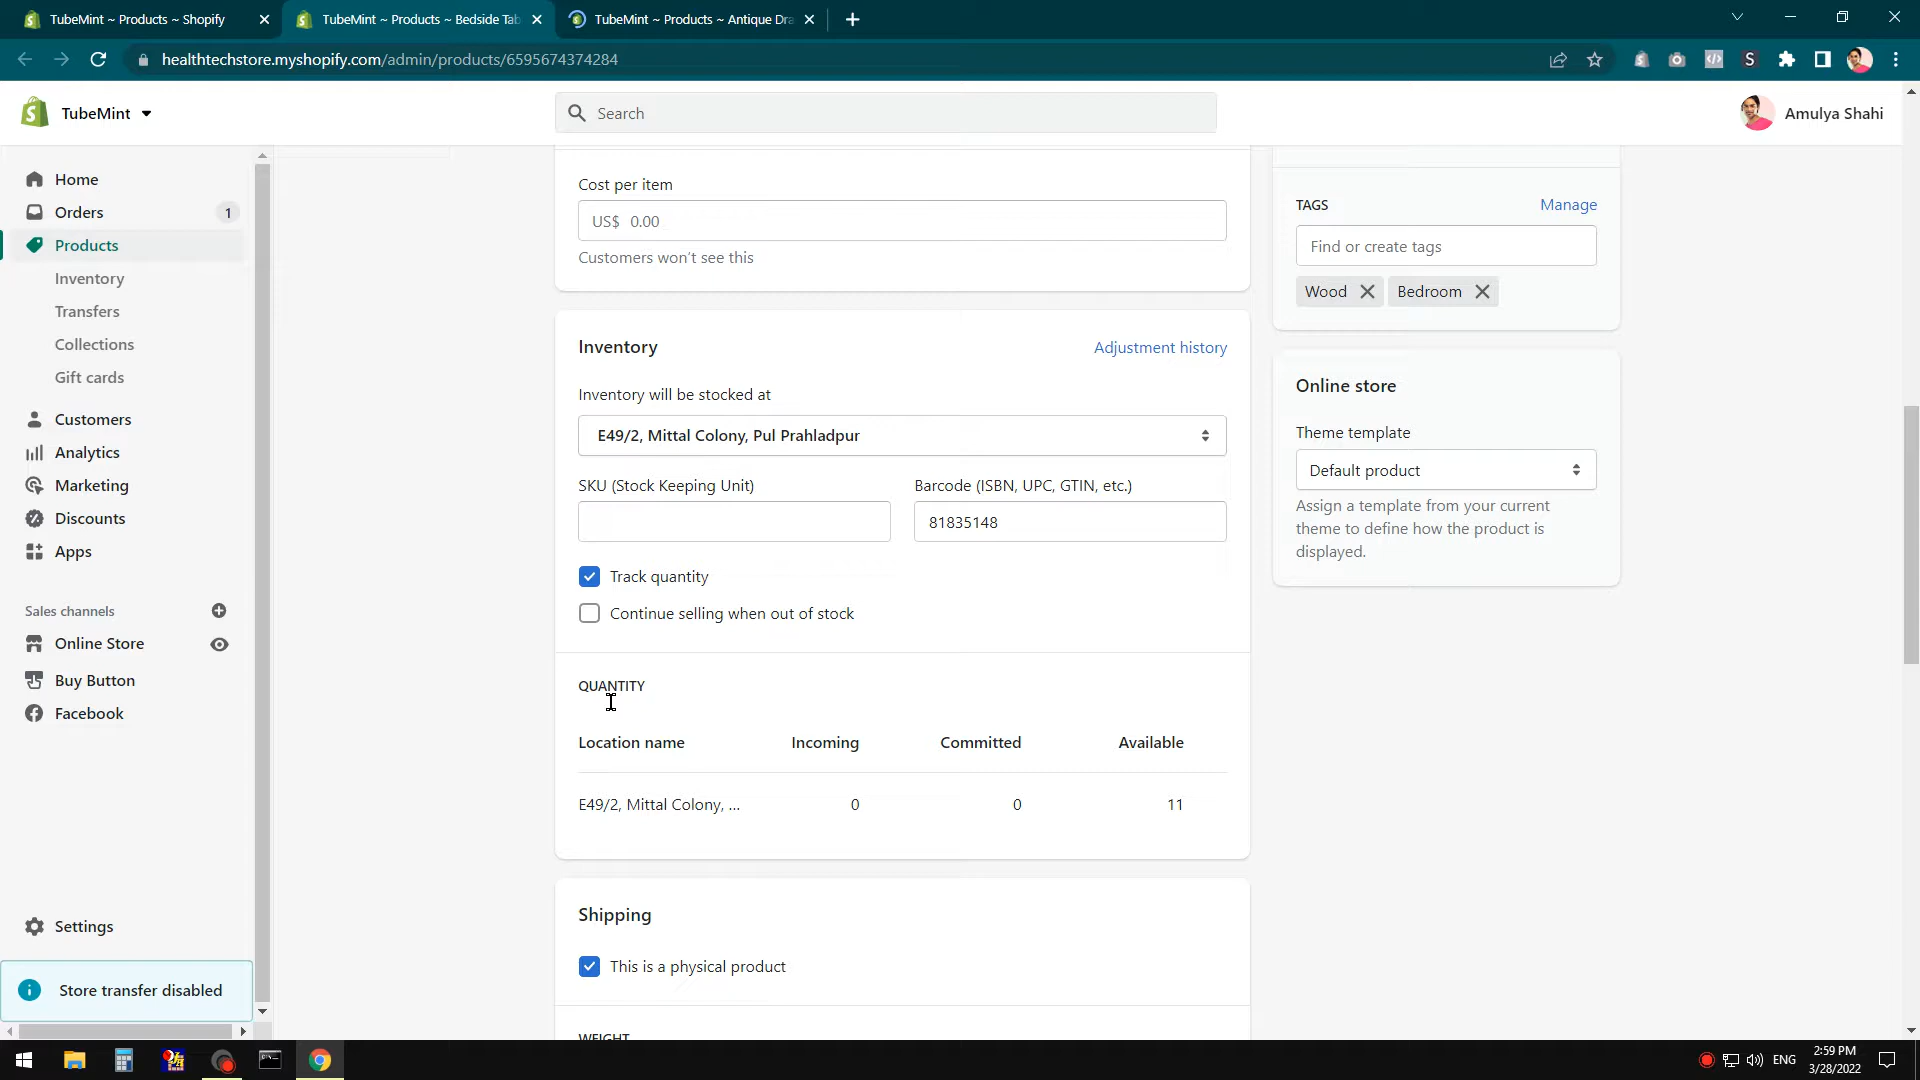 TubeMint ~ Products ~ Shopify
TubeMint ~ Products ~ Bedside Tab
TubeMint ~ Products ~ Antique Dra
healthtechstore.myshopify.com/admin/products/6595674374284
TubeMint
Search
Amulya Shahi
Home
Orders
1
Products
Inventory
Transfers
Collections
Gift cards
Customers
Analytics
Marketing
Discounts
Apps
Sales channels
Online Store
Buy Button
Facebook
Settings
Store transfer disabled
Cost per item
US$ 0.00
Customers won't see this
Inventory
Adjustment history
Inventory will be stocked at
E49/2, Mittal Colony, Pul Prahladpur
SKU (Stock Keeping Unit)
Barcode (ISBN, UPC, GTIN, etc.)
81835148
Track quantity
Continue selling when out of stock
QUANTITY
Location name Incoming Committed Available
E49/2, Mittal Colony, ... 0 0 11
Shipping
This is a physical product
WEIGHT
TAGS
Manage
Find or create tags
Wood
Bedroom
Online store
Theme template
Default product
Assign a template from your current
theme to define how the product is
displayed.
ENG
2:59 PM
3/28/2022